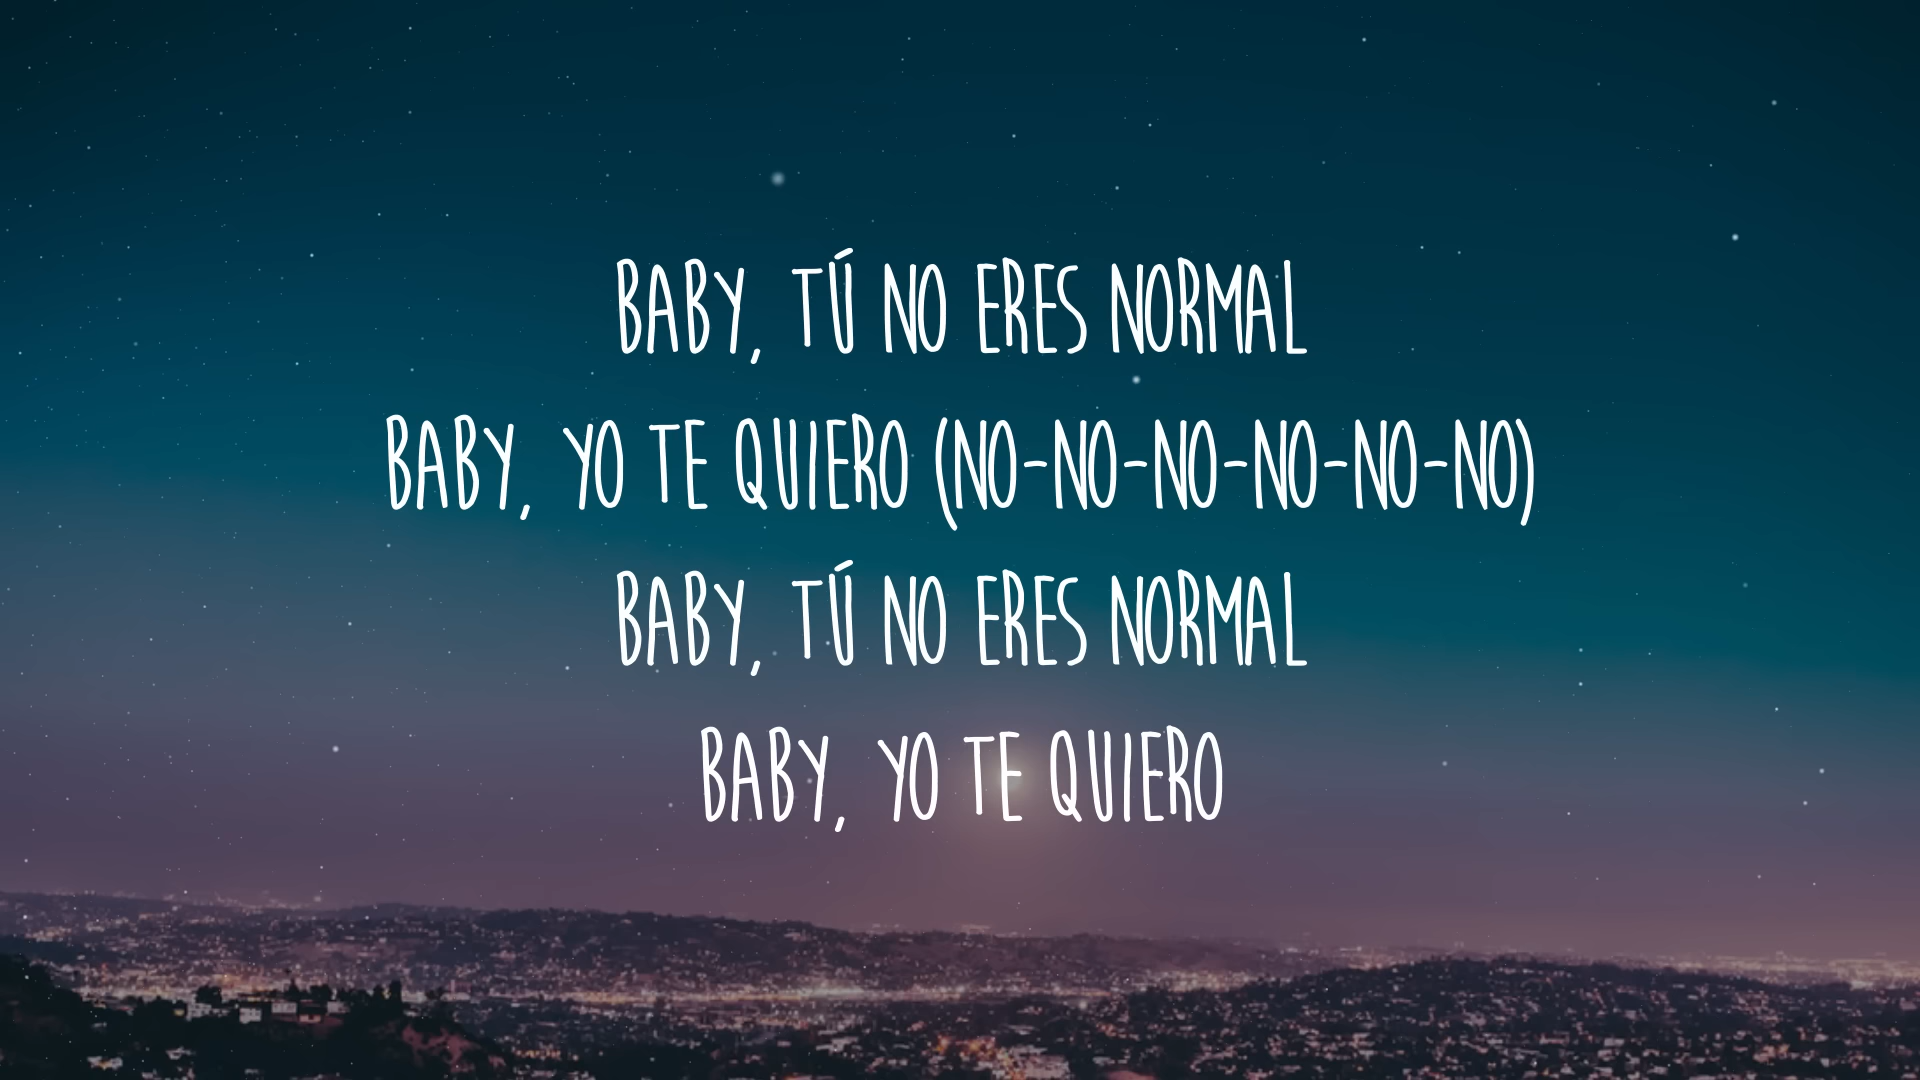 BABY, TÚ NO ERES NORMAL
BABY, YO TE QUIERO (NO-NO-NO-NO-NO-NO)
BABY, TÚ NO ERES NORMAL
BABY, YO TE QUIERO